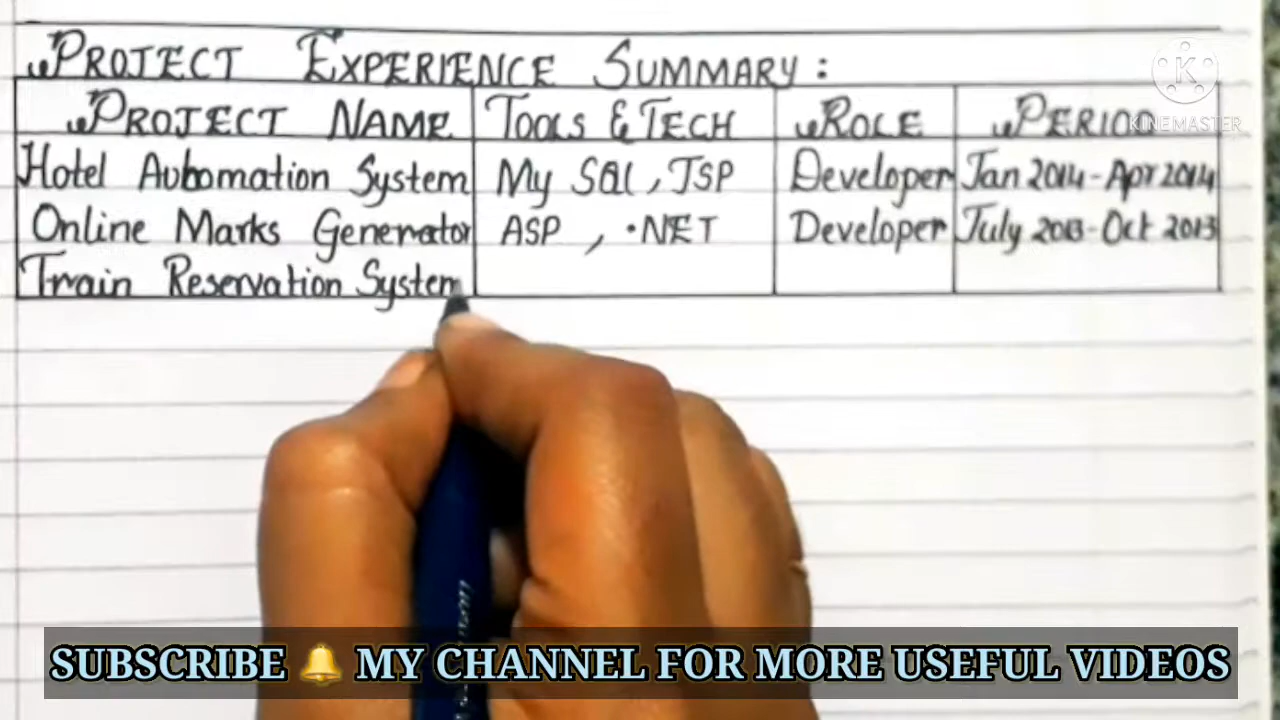 PROJECT EXPERIENCE SUMMARY :
PROJECT NAME TOOLS & TECH ROLE PERIOD
Hotel Automation System My SQL, JSP Developer Jan 2014 - Apr 2014
Online Marks Generator ASP , .NET Developer July 2013 - Oct 2013
Train Reservation System
K
KINEMASTER
SUBSCRIBE 🔔 MY CHANNEL FOR MORE USEFUL VIDEOS